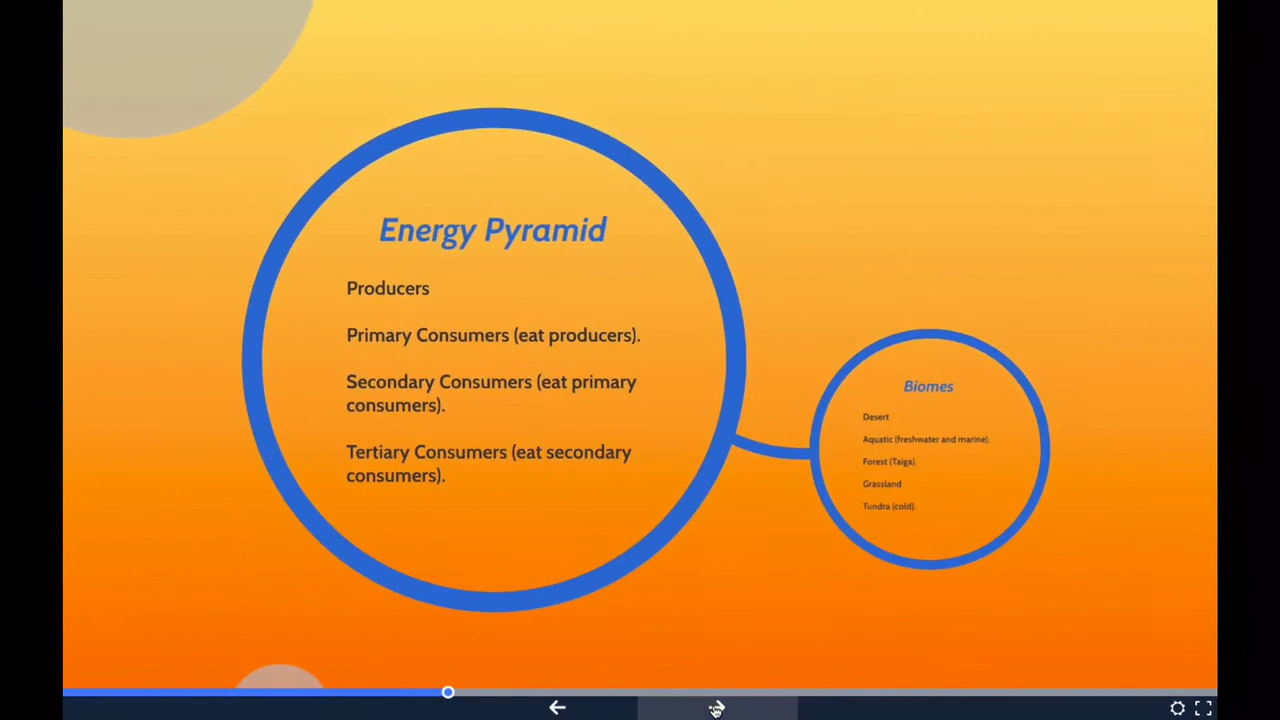 Energy Pyramid
Producers
Primary Consumers (eat producers).
Secondary Consumers (eat primary
consumers).
Tertiary Consumers (eat secondary
consumers).
Biomes
Desert
Aquatic (freshwater and marine).
Forest (Taiga).
Grassland
Tundra (cold).